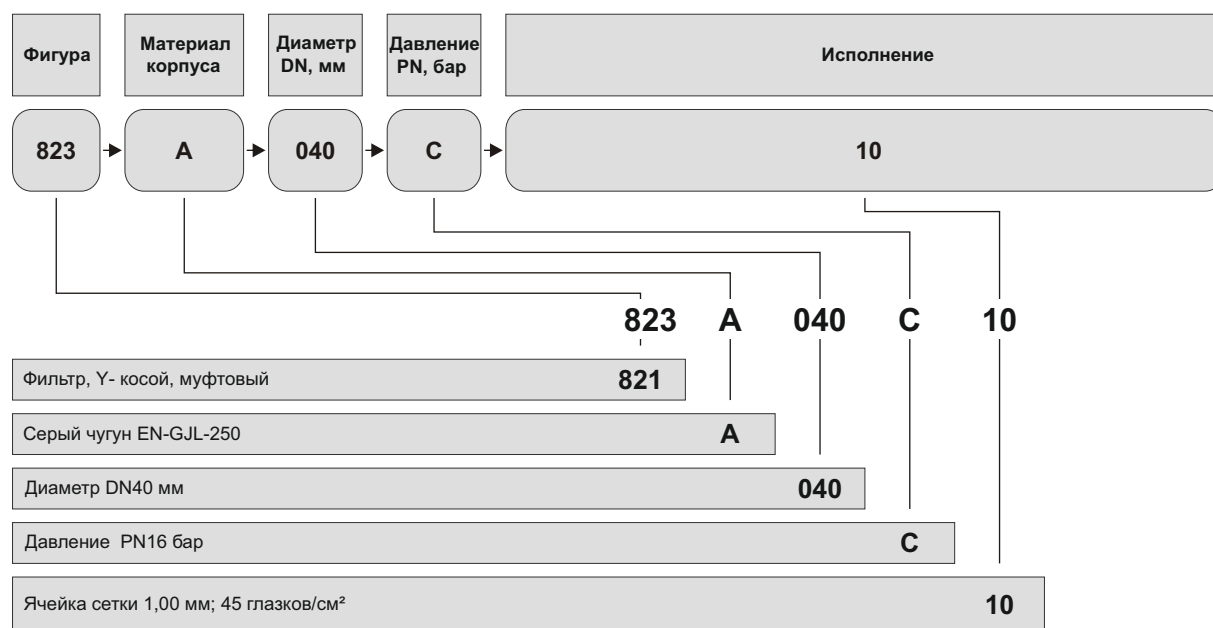 Фигура
Материал
корпуса
Диаметр
DN, мм
Давление
PN, бар
Исполнение
823
A
040
C
10
823 A 040 C 10
Фильтр, Y- косой, муфтовый 821
Серый чугун EN-GJL-250 A
Диаметр DN40 мм 040
Давление PN16 бар C
Ячейка сетки 1,00 мм; 45 глазков/см² 10